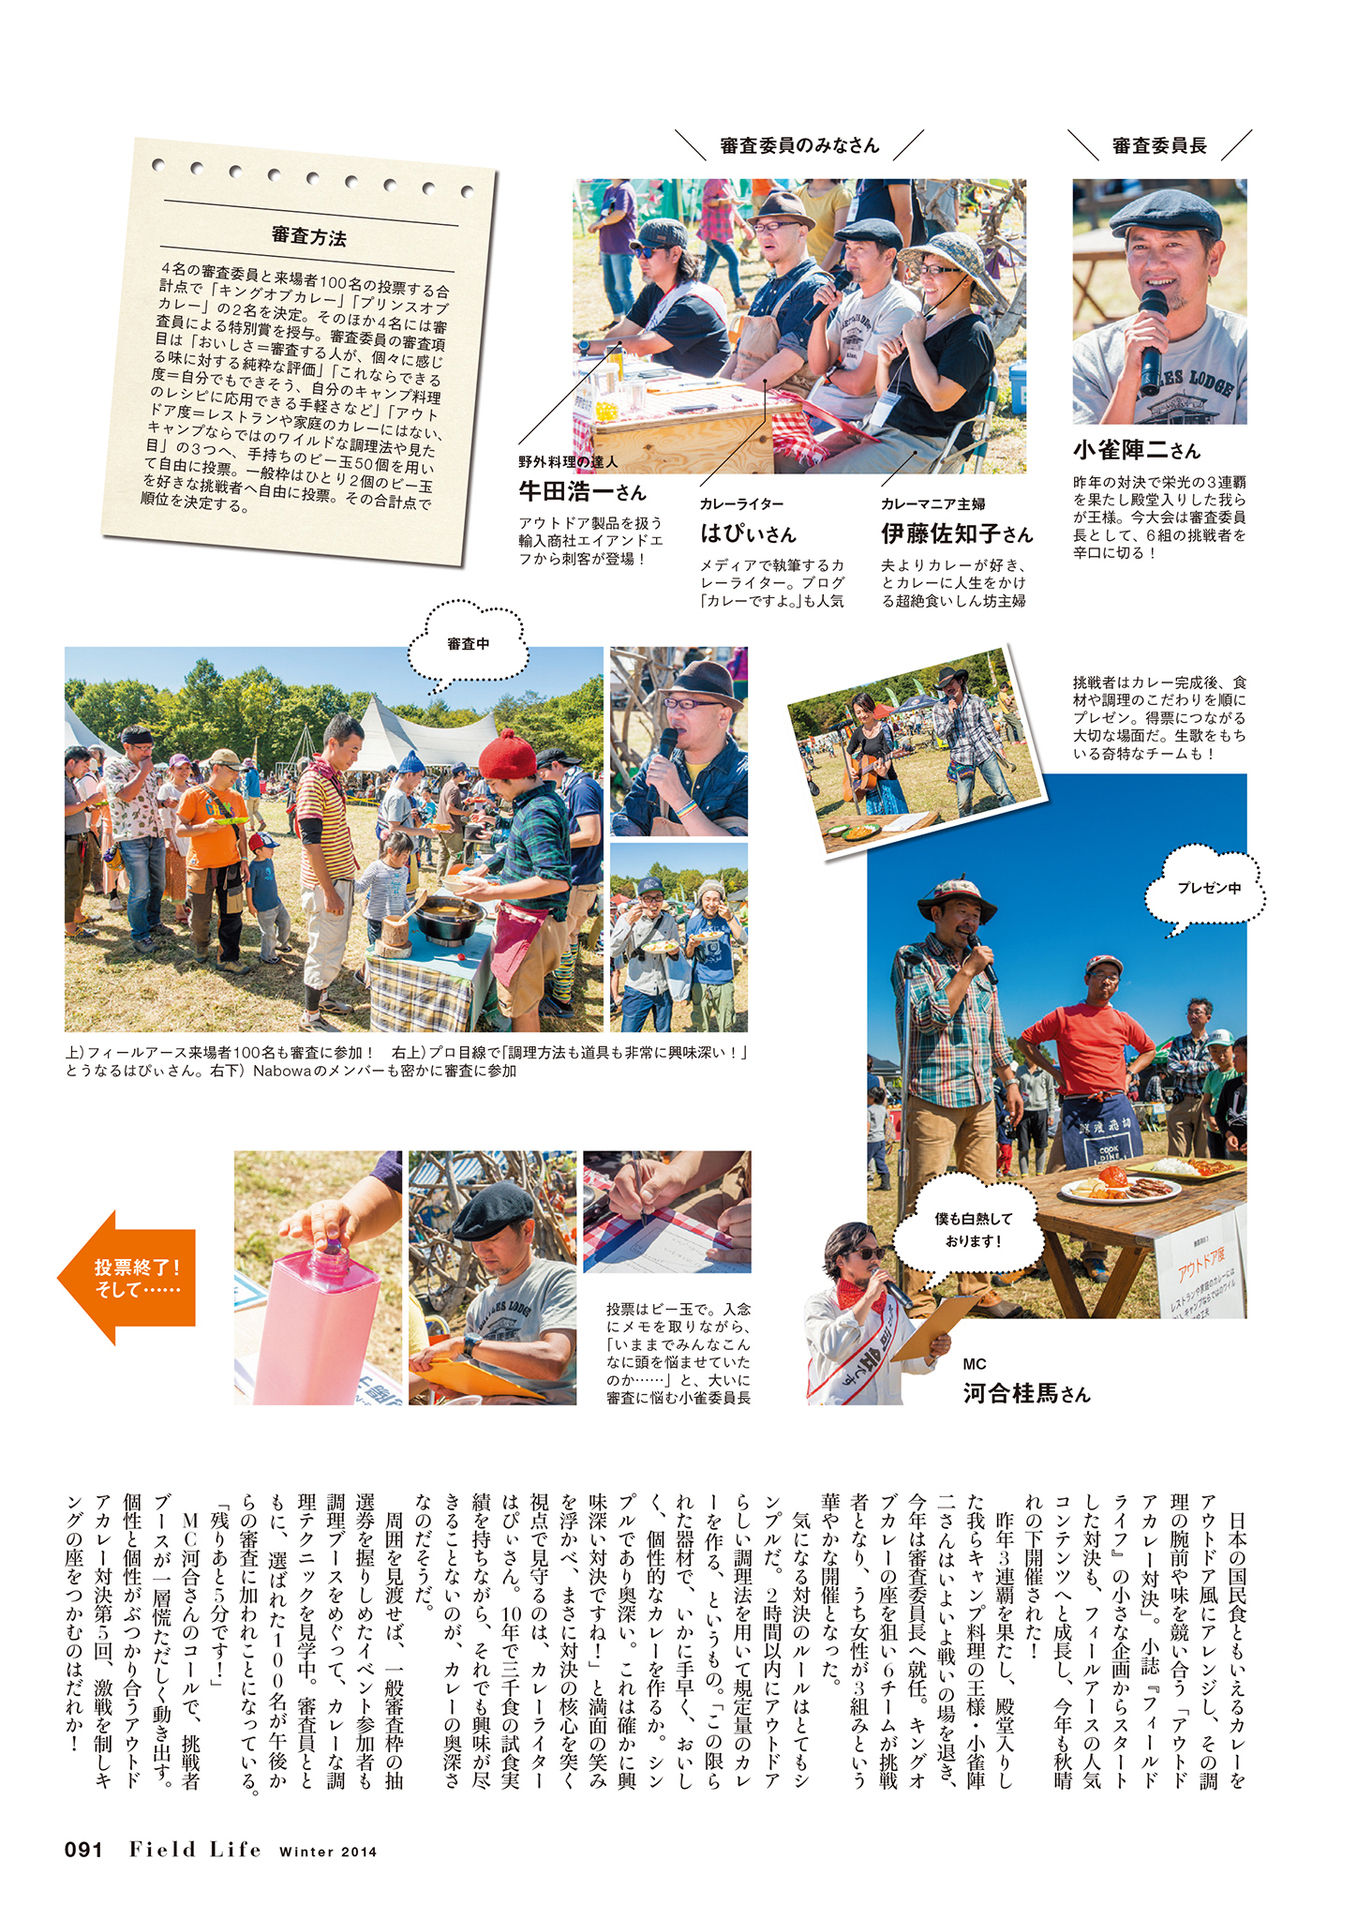 審査委員のみなさん
審査委員長
審査方法
4名の審査委員と来場者100名の投票する合
計点で「キングオブカレー」「プリンスオブ
カレー」の2名を決定。そのほか4名には審
査員による特別賞を授与。審査委員の審査項
目は「おいしさ＝審査する人が、個々に感じ
る味に対する純粋な評価」「これならできる
度＝自分でもできそう、自分のキャンプ料理
のレシピに応用できる手軽さなど」「アウト
ドア度＝レストランや家庭のカレーにはない、
キャンプならではのワイルドな調理法や見た
目」の3つへ、手持ちのビー玉50個を用い
て自由に投票。一般枠はひとり2個のビー玉
を好きな挑戦者へ自由に投票。その合計点で
順位を決定する。
野外料理の達人
牛田浩一さん
アウトドア製品を扱う
輸入商社エイアンドエ
フから刺客が登場！
カレーライター
はぴぃさん
メディアで執筆するカ
レーライター。ブログ
「カレーですよ。」も人気
カレーマニア主婦
伊藤佐知子さん
夫よりカレーが好き、
とカレーに人生をかけ
る超絶食いしん坊主婦
小雀陣二さん
昨年の対決で栄光の3連覇
を果たし殿堂入りした我ら
が王様。今大会は審査委員
長として、6組の挑戦者を
辛口に切る！
審査中
挑戦者はカレー完成後、食
材や調理のこだわりを順に
プレゼン。得票につながる
大切な場面だ。生歌をもち
いる奇特なチームも！
プレゼン中
上）フィールアース来場者100名も審査に参加！　右上）プロ目線で「調理方法も道具も非常に興味深い！」
とうなるはぴぃさん。右下）Nabowaのメンバーも密かに審査に参加
COOK
DINE
アウトドア度
レストランや家庭のカレーには
投票終了！
そして……
投票はビー玉で。入念
にメモを取りながら、
「いままでみんなこん
なに頭を悩ませていた
のか……」と、大いに
審査に悩む小雀委員長
僕も白熱して
おります！
MC
河合桂馬さん
日本の国民食ともいえるカレーを
アウトドア風にアレンジし、その調
理の腕前や味を競い合う「アウトド
アカレー対決」。小誌『フィールド
ライフ』の小さな企画からスタート
した対決も、フィールアースの人気
コンテンツへと成長し、今年も秋晴
れの下開催された！
昨年3連覇を果たし、殿堂入りし
た我らキャンプ料理の王様・小雀陣
二さんはいよいよ戦いの場を退き、
今年は審査委員長へ就任。キングオ
ブカレーの座を狙い6チームが挑戦
者となり、うち女性が3組みという
華やかな開催となった。
気になる対決のルールはとてもシ
ンプルだ。2時間以内にアウトドア
らしい調理法を用いて規定量のカレ
ーを作る、というもの。「この限ら
れた器材で、いかに手早く、おいし
く、個性的なカレーを作るか。シン
プルであり奥深い。これは確かに興
味深い対決ですね！」と満面の笑み
を浮かべ、まさに対決の核心を突く
視点で見守るのは、カレーライター
はぴぃさん。10年で三千食の試食実
績を持ちながら、それでも興味が尽
きることないのが、カレーの奥深さ
なのだそうだ。
周囲を見渡せば、一般審査枠の抽
選券を握りしめたイベント参加者も
調理ブースをめぐって、カレーな調
理テクニックを見学中。審査員とと
もに、選ばれた100名が午後か
らの審査に加われことになっている。
「残りあと5分です！」
MC河合さんのコールで、挑戦者
ブースが一層慌ただしく動き出す。
個性と個性がぶつかり合うアウトド
アカレー対決第5回、激戦を制しキ
ングの座をつかむのはだれか！
091　Field Life　Winter 2014